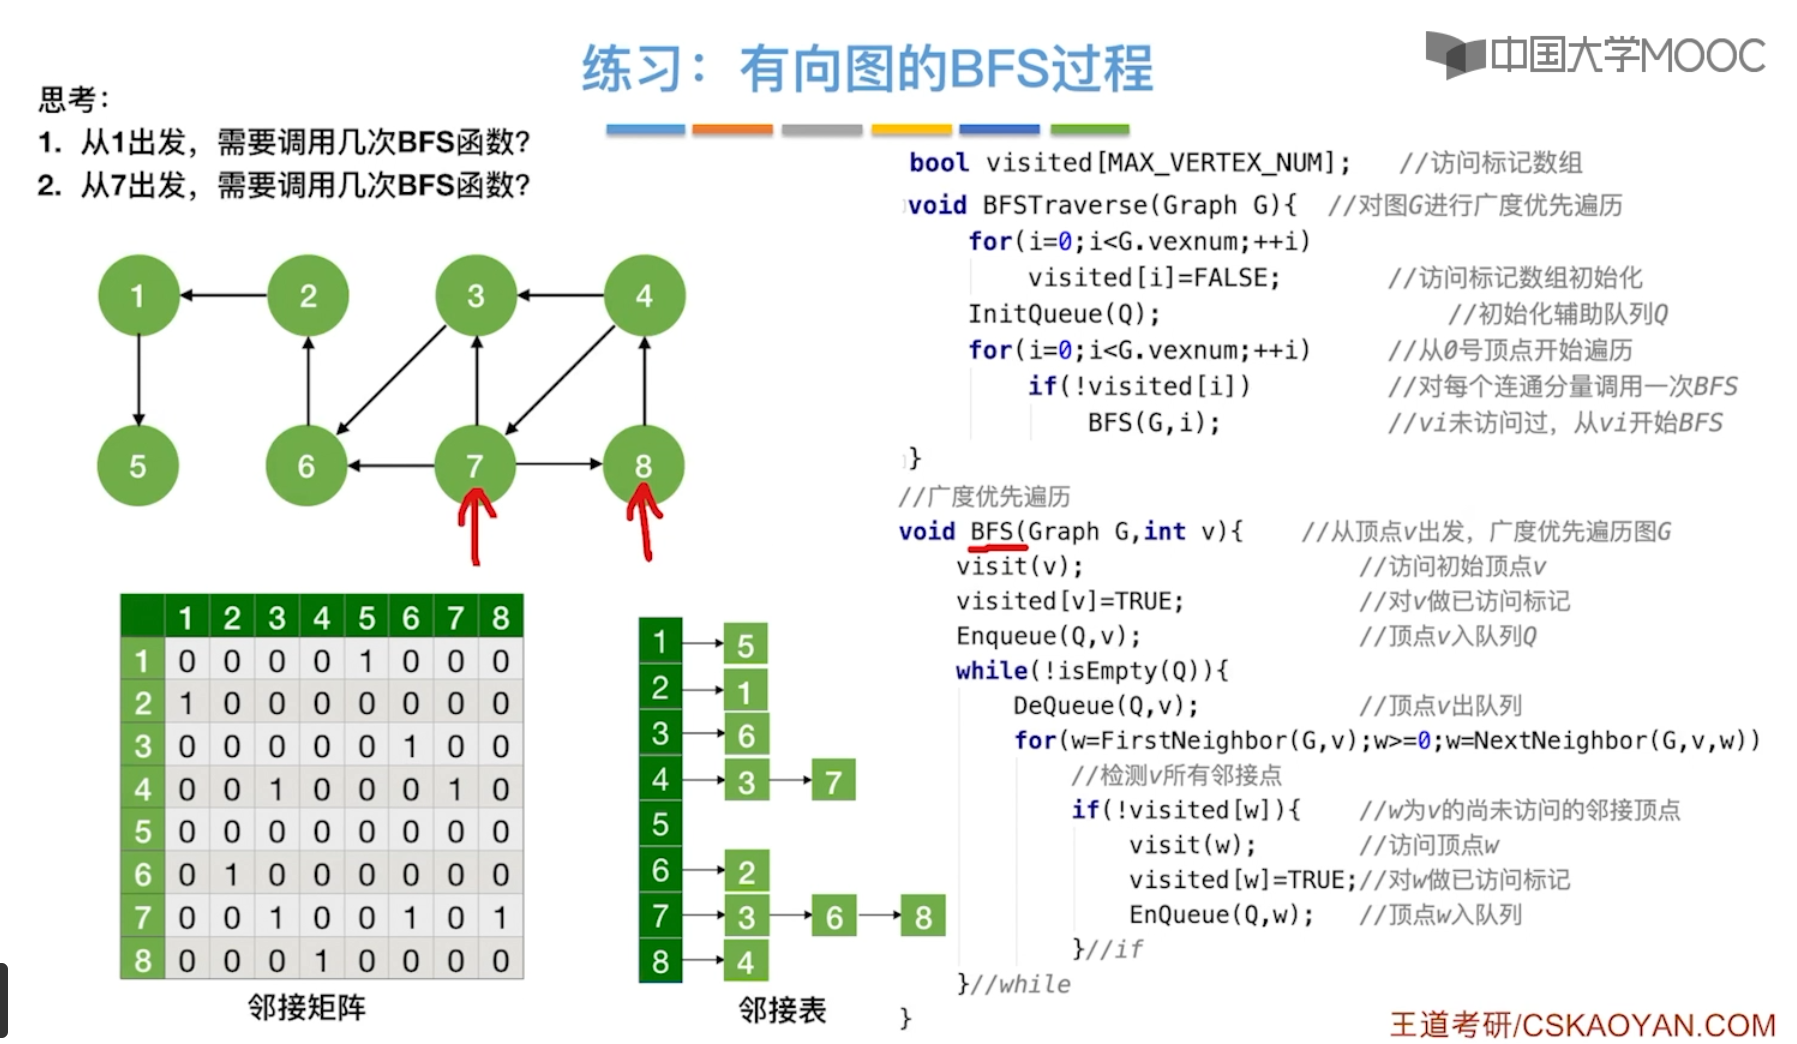 练习：有向图的BFS过程
中国大学MOOC
思考：
1. 从1出发，需要调用几次BFS函数？
2. 从7出发，需要调用几次BFS函数？
1 2 3 4
5 6 7 8
1 2 3 4 5 6 7 8
1 0 0 0 0 1 0 0 0
2 1 0 0 0 0 0 0 0
3 0 0 0 0 0 1 0 0
4 0 0 1 0 0 0 1 0
5 0 0 0 0 0 0 0 0
6 0 1 0 0 0 0 0 0
7 0 0 1 0 0 1 0 1
8 0 0 0 1 0 0 0 0
邻接矩阵
1 5
2 1
3 6
4 3 7
5
6 2
7 3 6 8
8 4
邻接表
bool visited[MAX_VERTEX_NUM]; //访问标记数组
void BFSTraverse(Graph G){ //对图G进行广度优先遍历
for(i=0;i<G.vexnum;++i)
visited[i]=FALSE; //访问标记数组初始化
InitQueue(Q); //初始化辅助队列Q
for(i=0;i<G.vexnum;++i) //从0号顶点开始遍历
if(!visited[i]) //对每个连通分量调用一次BFS
BFS(G,i); //vi未访问过，从vi开始BFS
}
//广度优先遍历
void BFS(Graph G,int v){ //从顶点v出发，广度优先遍历图G
visit(v); //访问初始顶点v
visited[v]=TRUE; //对v做已访问标记
Enqueue(Q,v); //顶点v入队列Q
while(!isEmpty(Q)){
DeQueue(Q,v); //顶点v出队列
for(w=FirstNeighbor(G,v);w>=0;w=NextNeighbor(G,v,w))
//检测v所有邻接点
if(!visited[w]){ //w为v的尚未访问的邻接顶点
visit(w); //访问顶点w
visited[w]=TRUE;//对w做已访问标记
EnQueue(Q,w); //顶点w入队列
}//if
}//while
}
王道考研/CSKAOYAN.COM